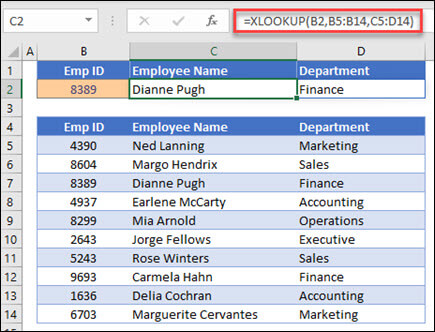 C2 fx =XLOOKUP(B2,B5:B14,C5:D14)
A B C D
1 Emp ID Employee Name Department
2 8389 Dianne Pugh Finance
3
4 Emp ID Employee Name Department
5 4390 Ned Lanning Marketing
6 8604 Margo Hendrix Sales
7 8389 Dianne Pugh Finance
8 4937 Earlene McCarty Accounting
9 8299 Mia Arnold Operations
10 2643 Jorge Fellows Executive
11 5243 Rose Winters Sales
12 9693 Carmela Hahn Finance
13 1636 Delia Cochran Accounting
14 6703 Marguerite Cervantes Marketing